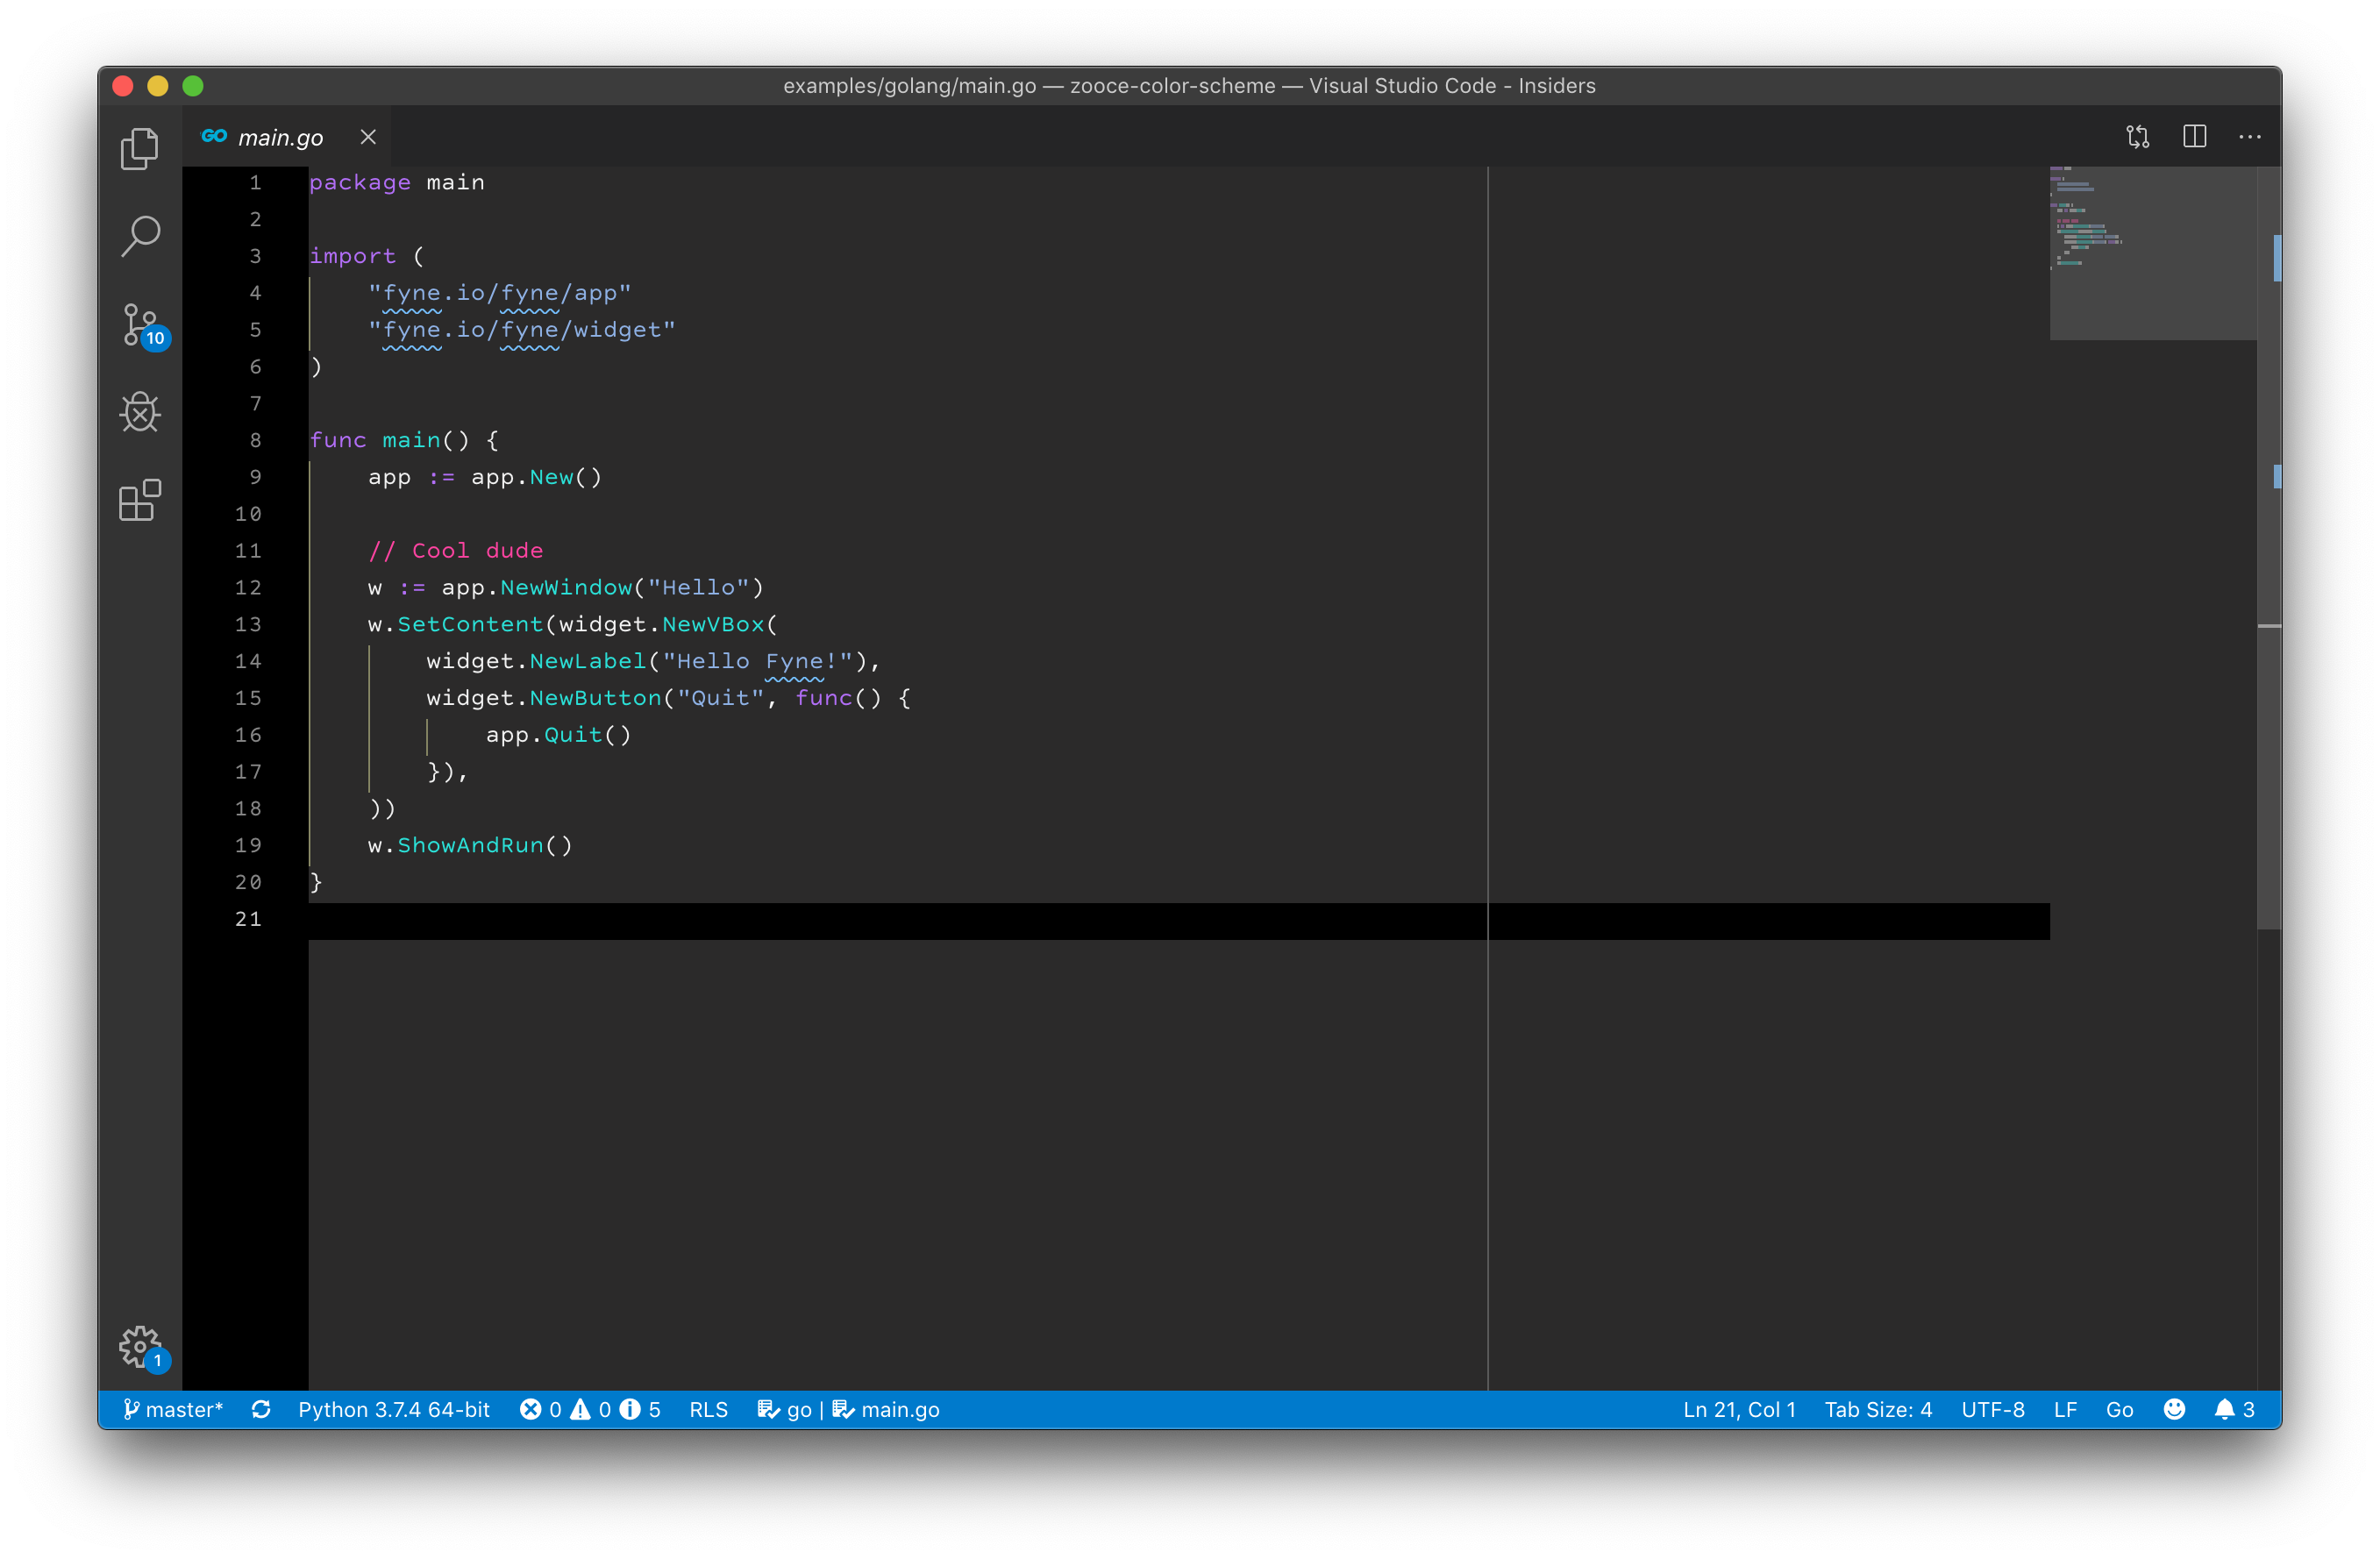 examples/golang/main.go — zooce-color-scheme — Visual Studio Code - Insiders
GO main.go
1 package main
2
3 import (
4     "fyne.io/fyne/app"
5     "fyne.io/fyne/widget"
6 )
7
8 func main() {
9     app := app.New()
10
11     // Cool dude
12     w := app.NewWindow("Hello")
13     w.SetContent(widget.NewVBox(
14         widget.NewLabel("Hello Fyne!"),
15         widget.NewButton("Quit", func() {
16             app.Quit()
17         }),
18     ))
19     w.ShowAndRun()
20 }
21
10
1
master* Python 3.7.4 64-bit 0 0 5 RLS go | main.go Ln 21, Col 1 Tab Size: 4 UTF-8 LF Go 3